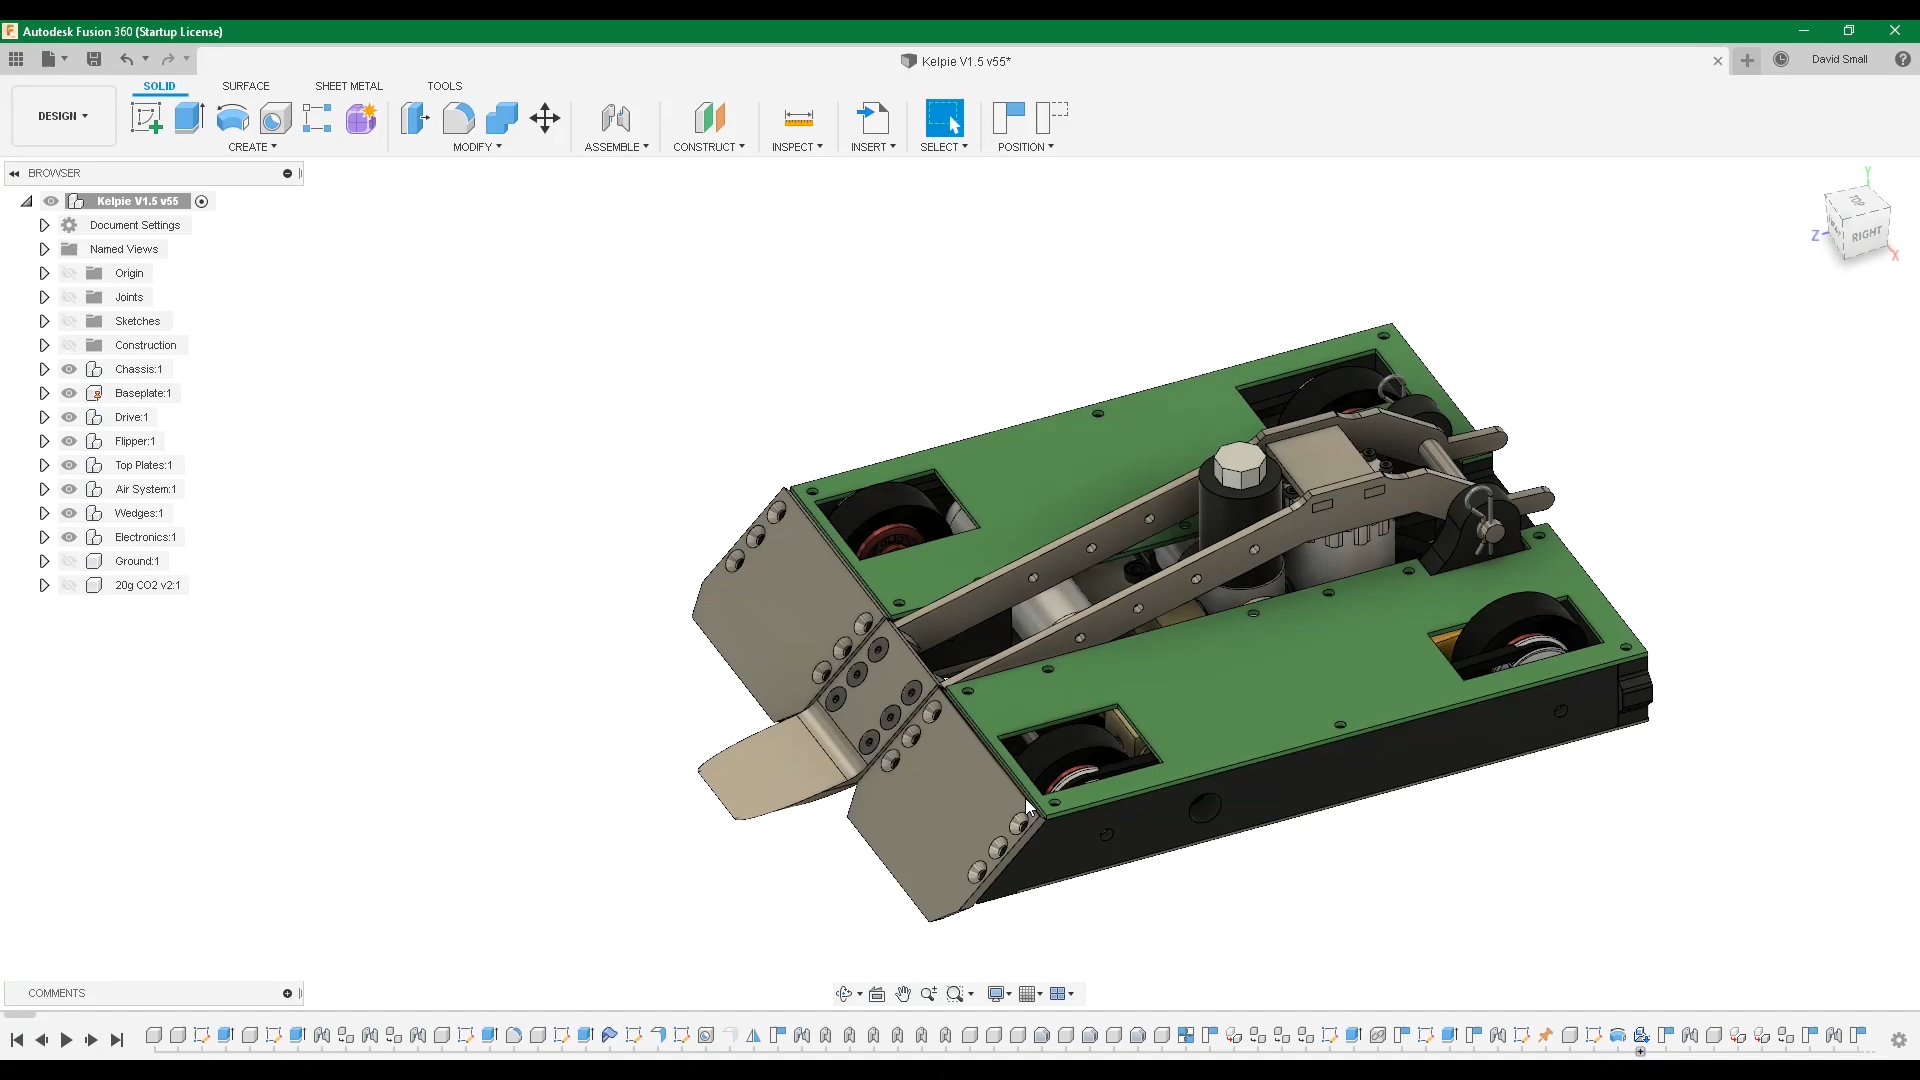 Autodesk Fusion 360 (Startup License)
Kelpie V1.5 v55*
David Small
SOLID
SURFACE
SHEET METAL
TOOLS
DESIGN
CREATE
MODIFY
ASSEMBLE
CONSTRUCT
INSPECT
INSERT
SELECT
POSITION
BROWSER
Kelpie V1.5 v55
Document Settings
Named Views
Origin
Joints
Sketches
Construction
Chassis:1
Baseplate:1
Drive:1
Flipper:1
Top Plates:1
Air System:1
Wedges:1
Electronics:1
Ground:1
20g CO2 v2:1
Y
TOP
Z
RIGHT
X
COMMENTS